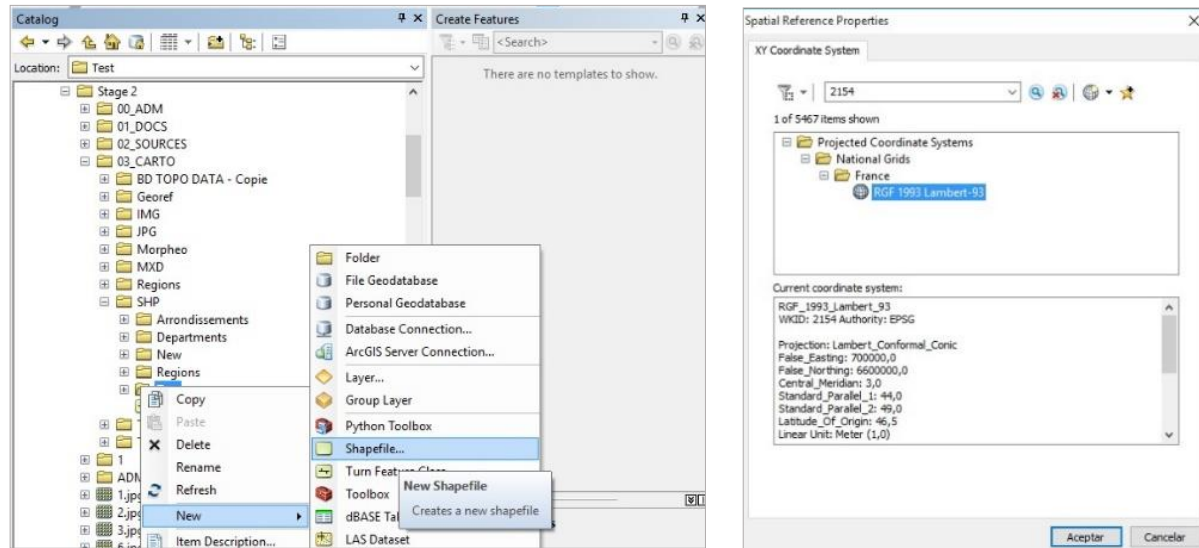 Catalog
Location: Test
Stage 2
00_ADM
01_DOCS
02_SOURCES
03_CARTO
BD TOPO DATA - Copie
Georef
IMG
JPG
Morpheo
MXD
Regions
SHP
Arrondissements
Departments
New
Regions
1
ADM
1.jpg
2.jpg
3.jpg
Copy
Paste
Delete
Rename
Refresh
New
Item Description...
Folder
File Geodatabase
Personal Geodatabase
Database Connection...
ArcGIS Server Connection...
Layer...
Group Layer
Python Toolbox
Shapefile...
Turn Feature Class
Toolbox
dBASE Tab
LAS Dataset
New Shapefile
Creates a new shapefile
Create Features
<Search>
There are no templates to show.
Spatial Reference Properties
XY Coordinate System
2154
1 of 5467 items shown
Projected Coordinate Systems
National Grids
France
RGF 1993 Lambert-93
Current coordinate system:
RGF_1993_Lambert_93
WKID: 2154 Authority: EPSG
Projection: Lambert_Conformal_Conic
False_Easting: 700000,0
False_Northing: 6600000,0
Central_Meridian: 3,0
Standard_Parallel_1: 44,0
Standard_Parallel_2: 49,0
Latitude_Of_Origin: 46,5
Linear Unit: Meter (1,0)
Aceptar Cancelar